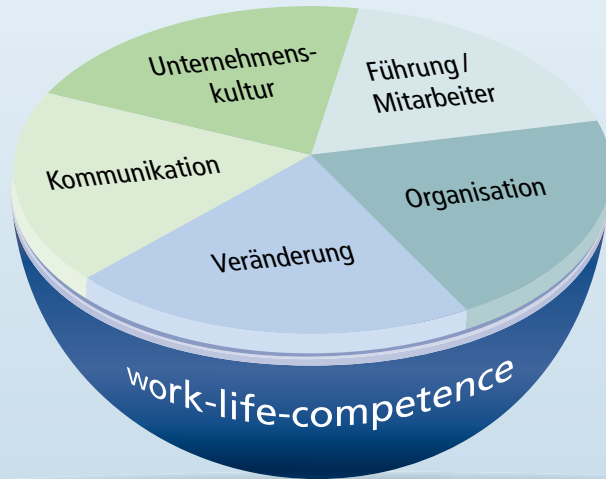 Unternehmens-
kultur
Führung /
Mitarbeiter
Kommunikation
Organisation
Veränderung
work-life-competence